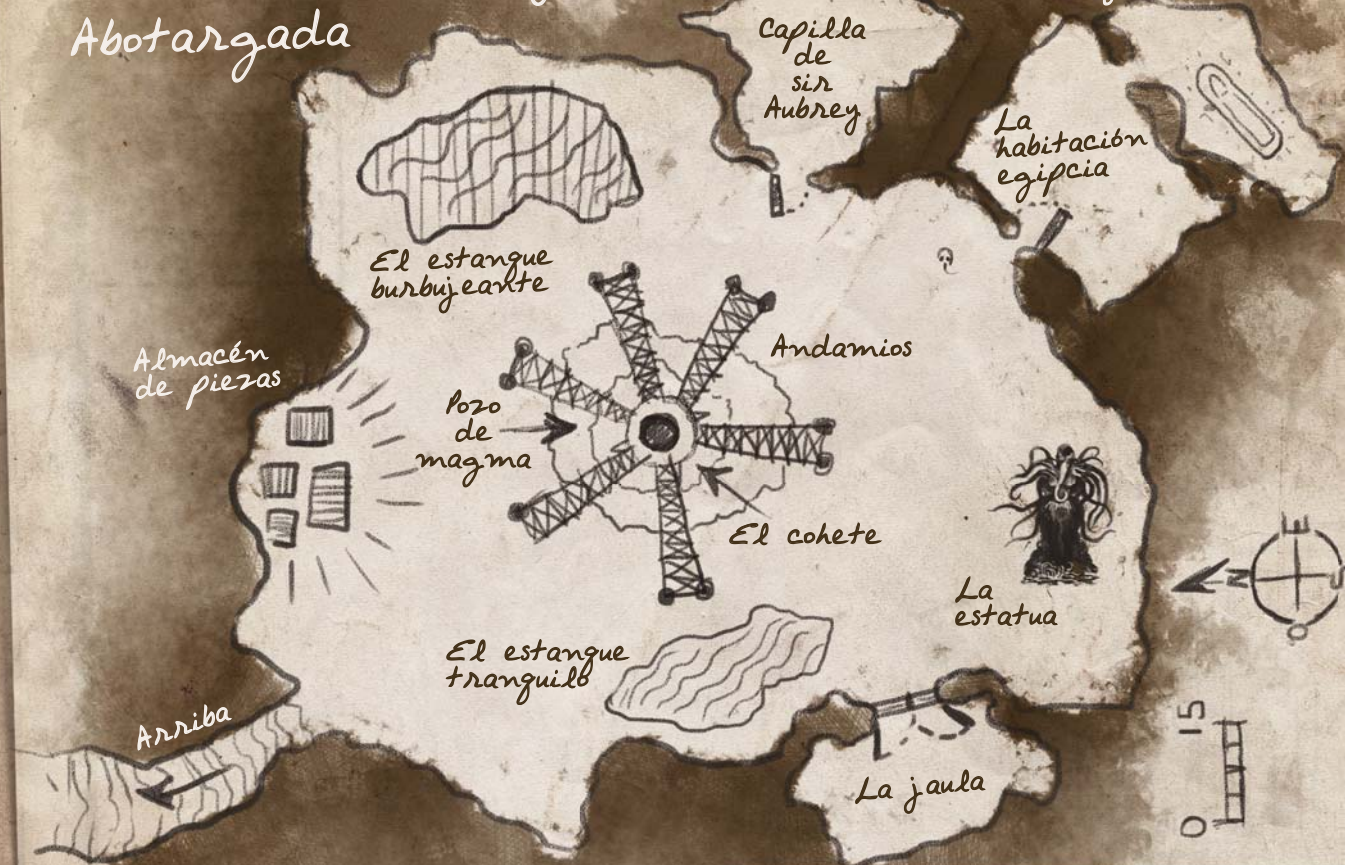 Abotargada
Capilla
de
sir
Aubrey
La
habitación
egipcia
El estanque
burbujeante
Almacén
de piezas
Andamios
Pozo
de
magma
El cohete
La
estatua
El estanque
tranquilo
Arriba
La jaula
E
N
S
O
15
0